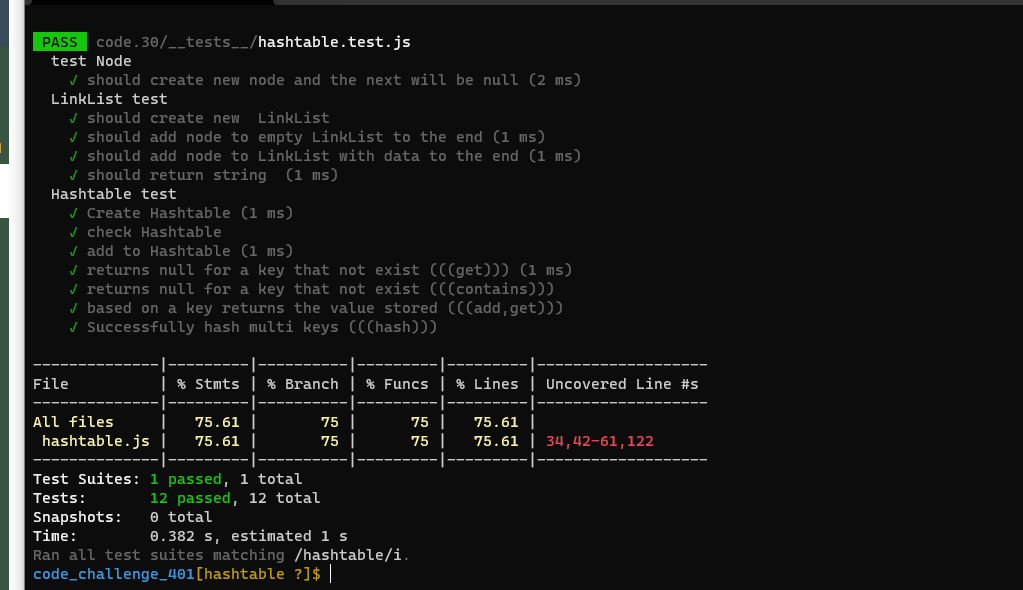 PASS code.30/__tests__/hashtable.test.js
test Node
√ should create new node and the next will be null (2 ms)
LinkList test
√ should create new  LinkList
√ should add node to empty LinkList to the end (1 ms)
√ should add node to LinkList with data to the end (1 ms)
√ should return string  (1 ms)
Hashtable test
√ Create Hashtable (1 ms)
√ check Hashtable
√ add to Hashtable (1 ms)
√ returns null for a key that not exist (((get))) (1 ms)
√ returns null for a key that not exist (((contains)))
√ based on a key returns the value stored (((add,get)))
√ Successfully hash multi keys (((hash)))
--------------|---------|----------|---------|---------|-------------------
File          | % Stmts | % Branch | % Funcs | % Lines | Uncovered Line #s
--------------|---------|----------|---------|---------|-------------------
All files     |   75.61 |       75 |      75 |   75.61 |
hashtable.js |   75.61 |       75 |      75 |   75.61 | 34,42-61,122
--------------|---------|----------|---------|---------|-------------------
Test Suites: 1 passed, 1 total
Tests:       12 passed, 12 total
Snapshots:   0 total
Time:        0.382 s, estimated 1 s
Ran all test suites matching /hashtable/i.
code_challenge_401[hashtable ?]$